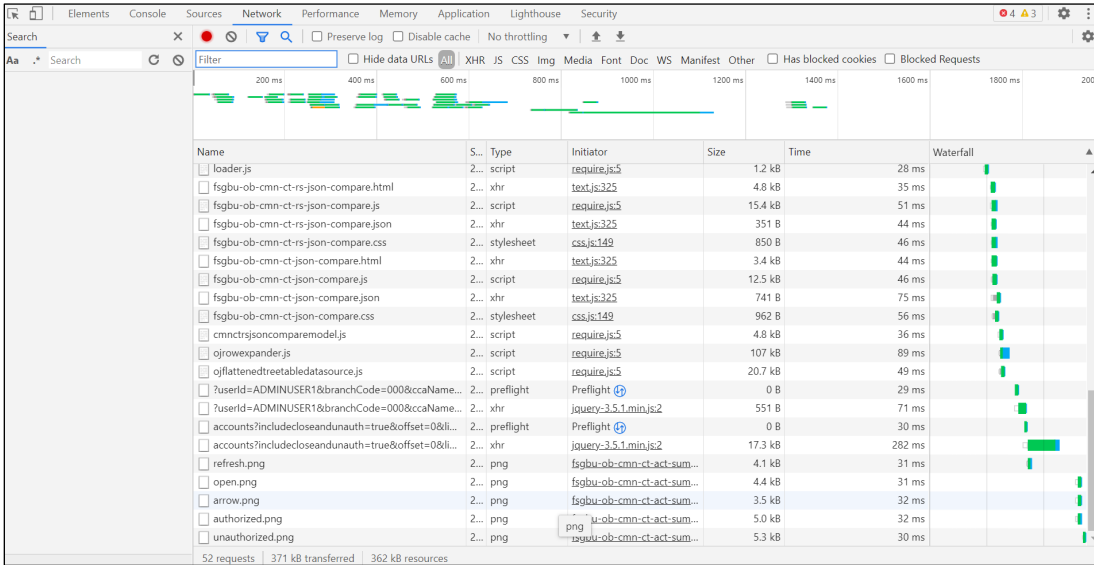 Elements Console Sources Network Performance Memory Application Lighthouse Security 4 3
Search
Preserve log Disable cache No throttling
Aa .* Search
Filter Hide data URLs All XHR JS CSS Img Media Font Doc WS Manifest Other Has blocked cookies Blocked Requests
200 ms 400 ms 600 ms 800 ms 1000 ms 1200 ms 1400 ms 1600 ms 1800 ms
Name S... Type Initiator Size Time Waterfall
loader.js 2... script require.js:5 1.2 kB 28 ms
fsgbu-ob-cmn-ct-rs-json-compare.html 2... xhr text.js:325 4.8 kB 35 ms
fsgbu-ob-cmn-ct-rs-json-compare.js 2... script require.js:5 15.4 kB 51 ms
fsgbu-ob-cmn-ct-rs-json-compare.json 2... xhr text.js:325 351 B 44 ms
fsgbu-ob-cmn-ct-rs-json-compare.css 2... stylesheet css.js:149 850 B 46 ms
fsgbu-ob-cmn-ct-json-compare.html 2... xhr text.js:325 3.4 kB 44 ms
fsgbu-ob-cmn-ct-json-compare.js 2... script require.js:5 12.5 kB 46 ms
fsgbu-ob-cmn-ct-json-compare.json 2... xhr text.js:325 741 B 75 ms
fsgbu-ob-cmn-ct-json-compare.css 2... stylesheet css.js:149 962 B 56 ms
cmnctrsjsoncomparemodel.js 2... script require.js:5 4.8 kB 36 ms
ojrowexpander.js 2... script require.js:5 107 kB 89 ms
ojflattenedtreetabledatasource.js 2... script require.js:5 20.7 kB 49 ms
?userId=ADMINUSER1&branchCode=000&ccaName... 2... preflight Preflight 0 B 29 ms
?userId=ADMINUSER1&branchCode=000&ccaName... 2... xhr jquery-3.5.1.min.js:2 551 B 71 ms
accounts?includecloseandunauth=true&offset=0&li... 2... preflight Preflight 0 B 30 ms
accounts?includecloseandunauth=true&offset=0&li... 2... xhr jquery-3.5.1.min.js:2 17.3 kB 282 ms
refresh.png 2... png fsgbu-ob-cmn-ct-act-sum... 4.1 kB 31 ms
open.png 2... png fsgbu-ob-cmn-ct-act-sum... 4.4 kB 31 ms
arrow.png 2... png fsgbu-ob-cmn-ct-act-sum... 3.5 kB 32 ms
authorized.png 2... png u-ob-cmn-ct-act-sum... 5.0 kB 32 ms
png
unauthorized.png 2... png fsgbu-ob-cmn-ct-act-sum... 5.3 kB 30 ms
52 requests 371 kB transferred 362 kB resources